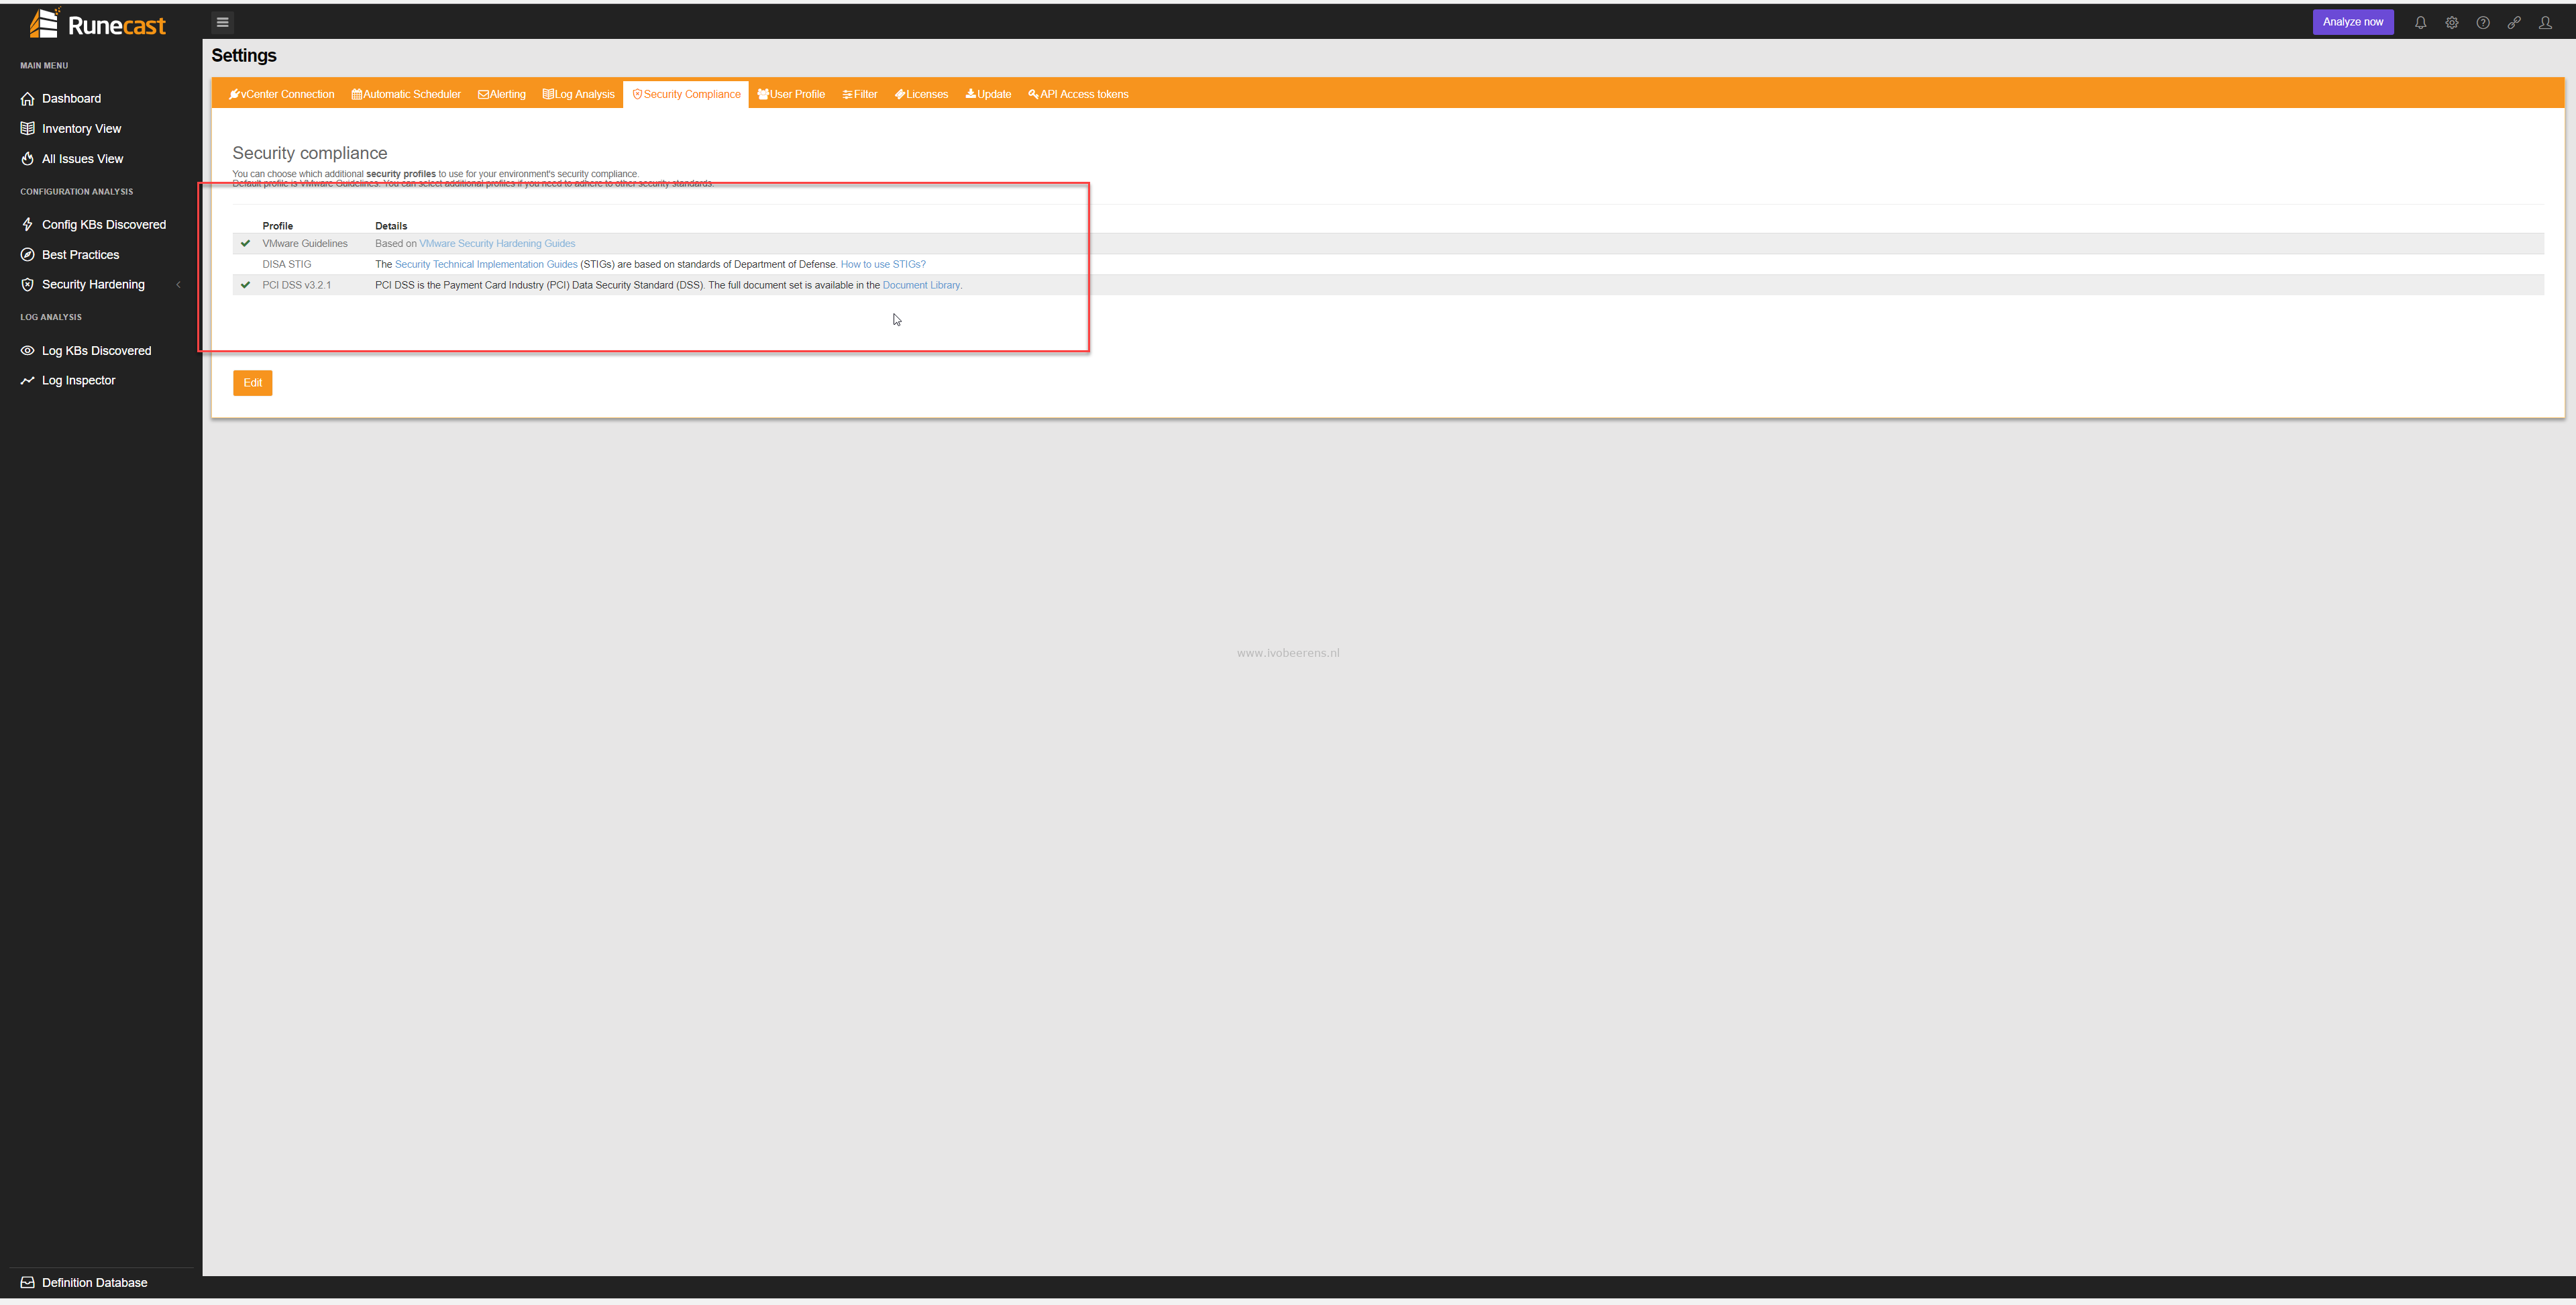 Runecast
Analyze now
MAIN MENU
Dashboard
Inventory View
All Issues View
CONFIGURATION ANALYSIS
Config KBs Discovered
Best Practices
Security Hardening
LOG ANALYSIS
Log KBs Discovered
Log Inspector
Definition Database
Settings
vCenter Connection Automatic Scheduler Alerting Log Analysis Security Compliance User Profile Filter Licenses Update API Access tokens
Security compliance
You can choose which additional security profiles to use for your environment's security compliance.
Default profile is VMware Guidelines. You can select additional profiles if you need to adhere to other security standards.
Profile Details
VMware Guidelines Based on VMware Security Hardening Guides
DISA STIG The Security Technical Implementation Guides (STIGs) are based on standards of Department of Defense. How to use STIGs?
PCI DSS v3.2.1 PCI DSS is the Payment Card Industry (PCI) Data Security Standard (DSS). The full document set is available in the Document Library.
Edit
www.ivobeerens.nl